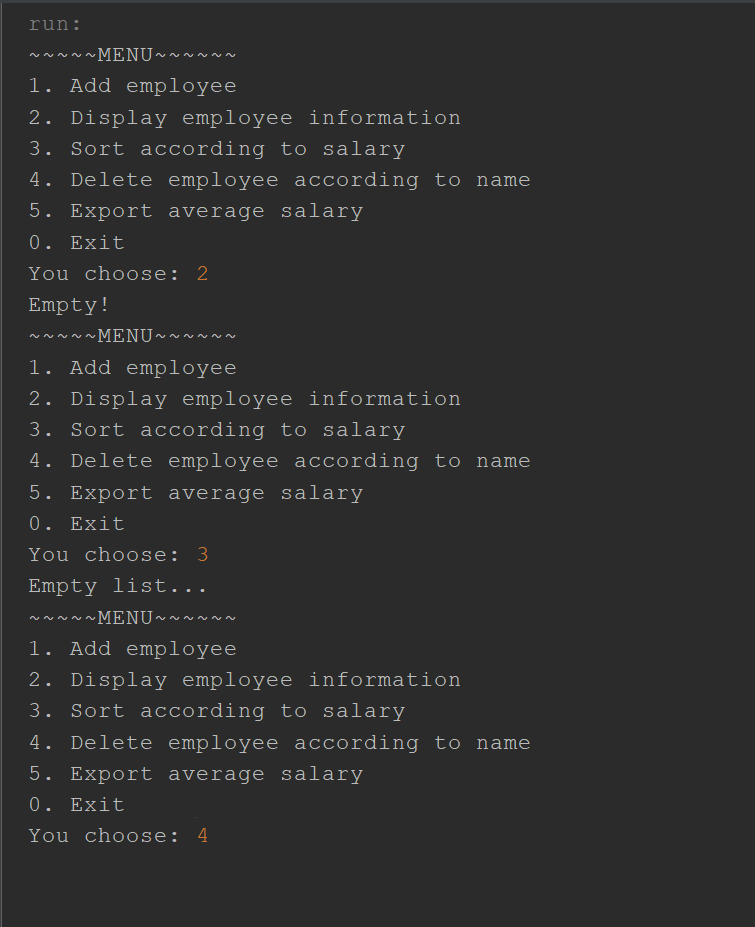 run:
~~~~~MENU~~~~~~
1. Add employee
2. Display employee information
3. Sort according to salary
4. Delete employee according to name
5. Export average salary
0. Exit
You choose: 2
Empty!
~~~~~MENU~~~~~~
1. Add employee
2. Display employee information
3. Sort according to salary
4. Delete employee according to name
5. Export average salary
0. Exit
You choose: 3
Empty list...
~~~~~MENU~~~~~~
1. Add employee
2. Display employee information
3. Sort according to salary
4. Delete employee according to name
5. Export average salary
0. Exit
You choose: 4